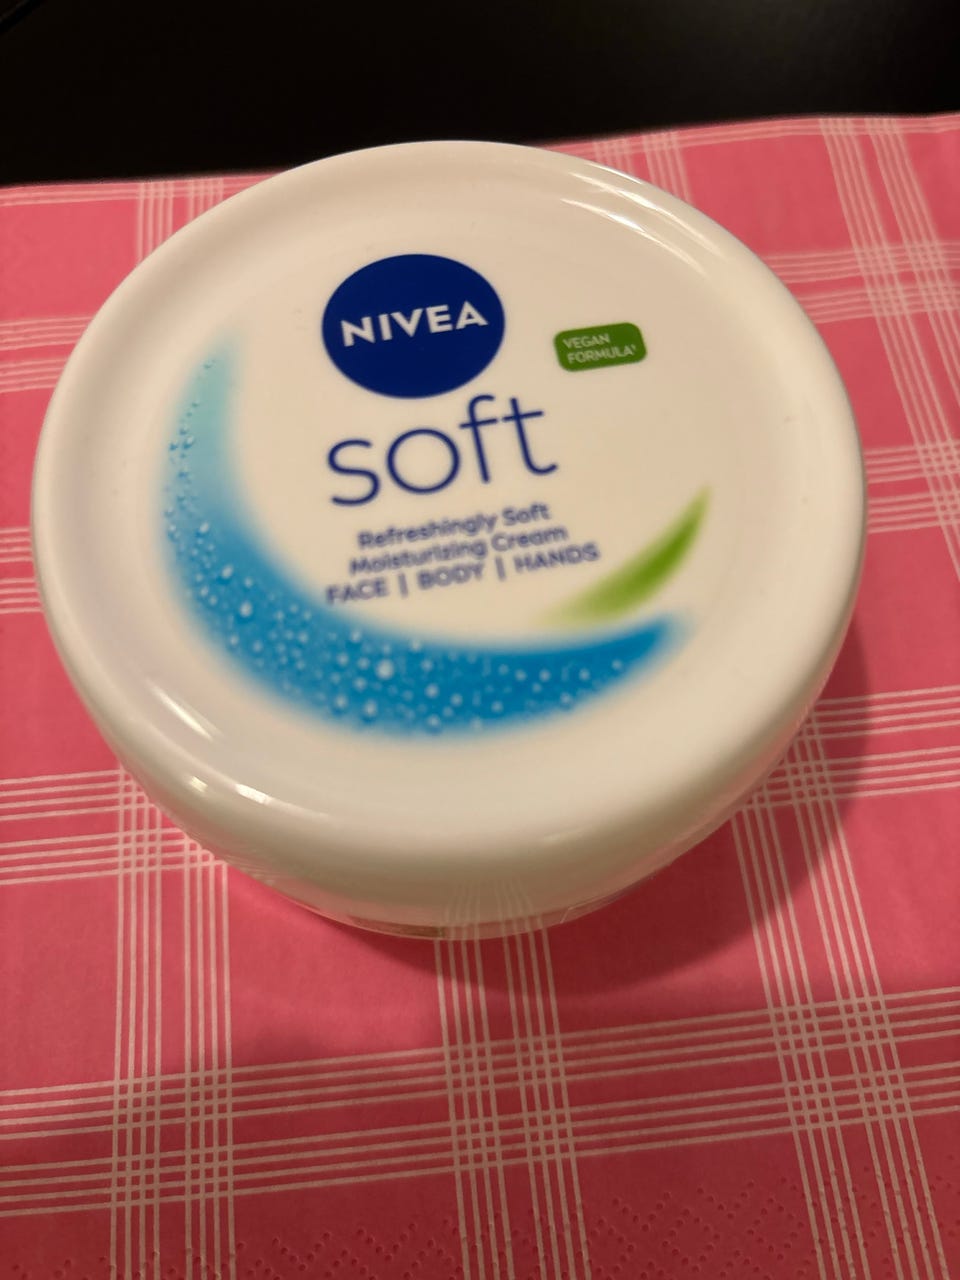 NIVEA
VEGAN
FORMULA¹
soft
Refreshingly Soft
Moisturizing Cream
FACE | BODY | HANDS